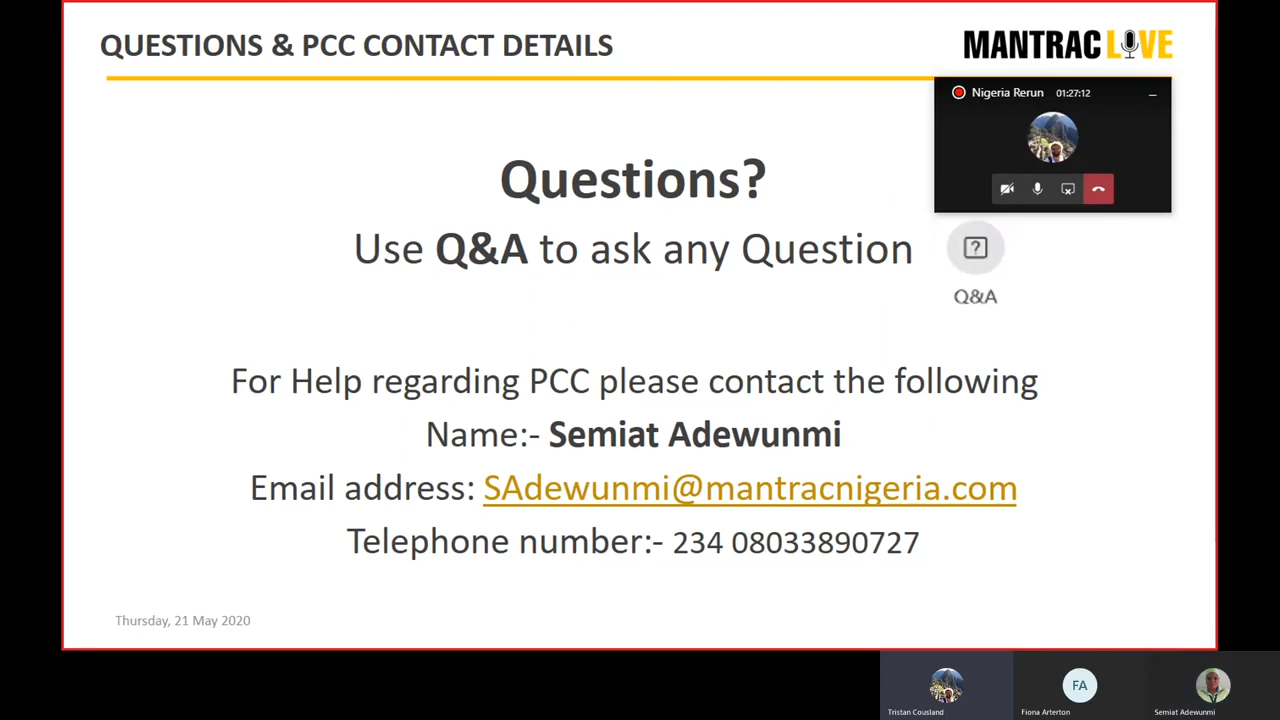 QUESTIONS & PCC CONTACT DETAILS
MANTRAC LIVE
Nigeria Rerun 01:27:12
Questions?
Use Q&A to ask any Question
Q&A
For Help regarding PCC please contact the following
Name:- Semiat Adewunmi
Email address: SAdewunmi@mantracnigeria.com
Telephone number:- 234 08033890727
Thursday, 21 May 2020
FA
Tristan Cousland
Fiona Arterton
Semiat Adewunmi